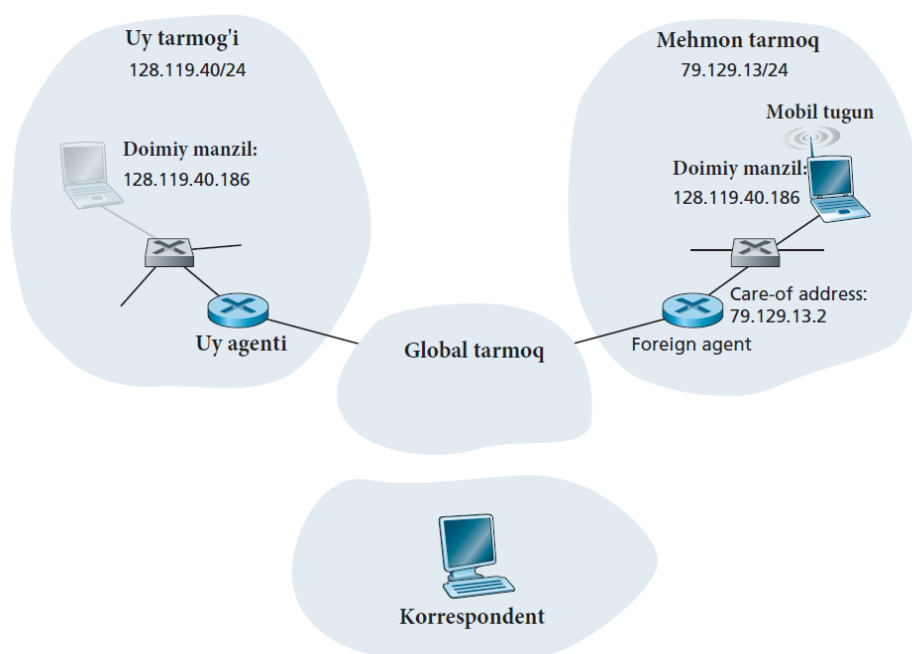 Uy tarmog'i
128.119.40/24
Doimiy manzil:
128.119.40.186
Uy agenti
Mehmon tarmoq
79.129.13/24
Mobil tugun
Doimiy manzil:
128.119.40.186
Care-of address:
79.129.13.2
Foreign agent
Global tarmoq
Korrespondent